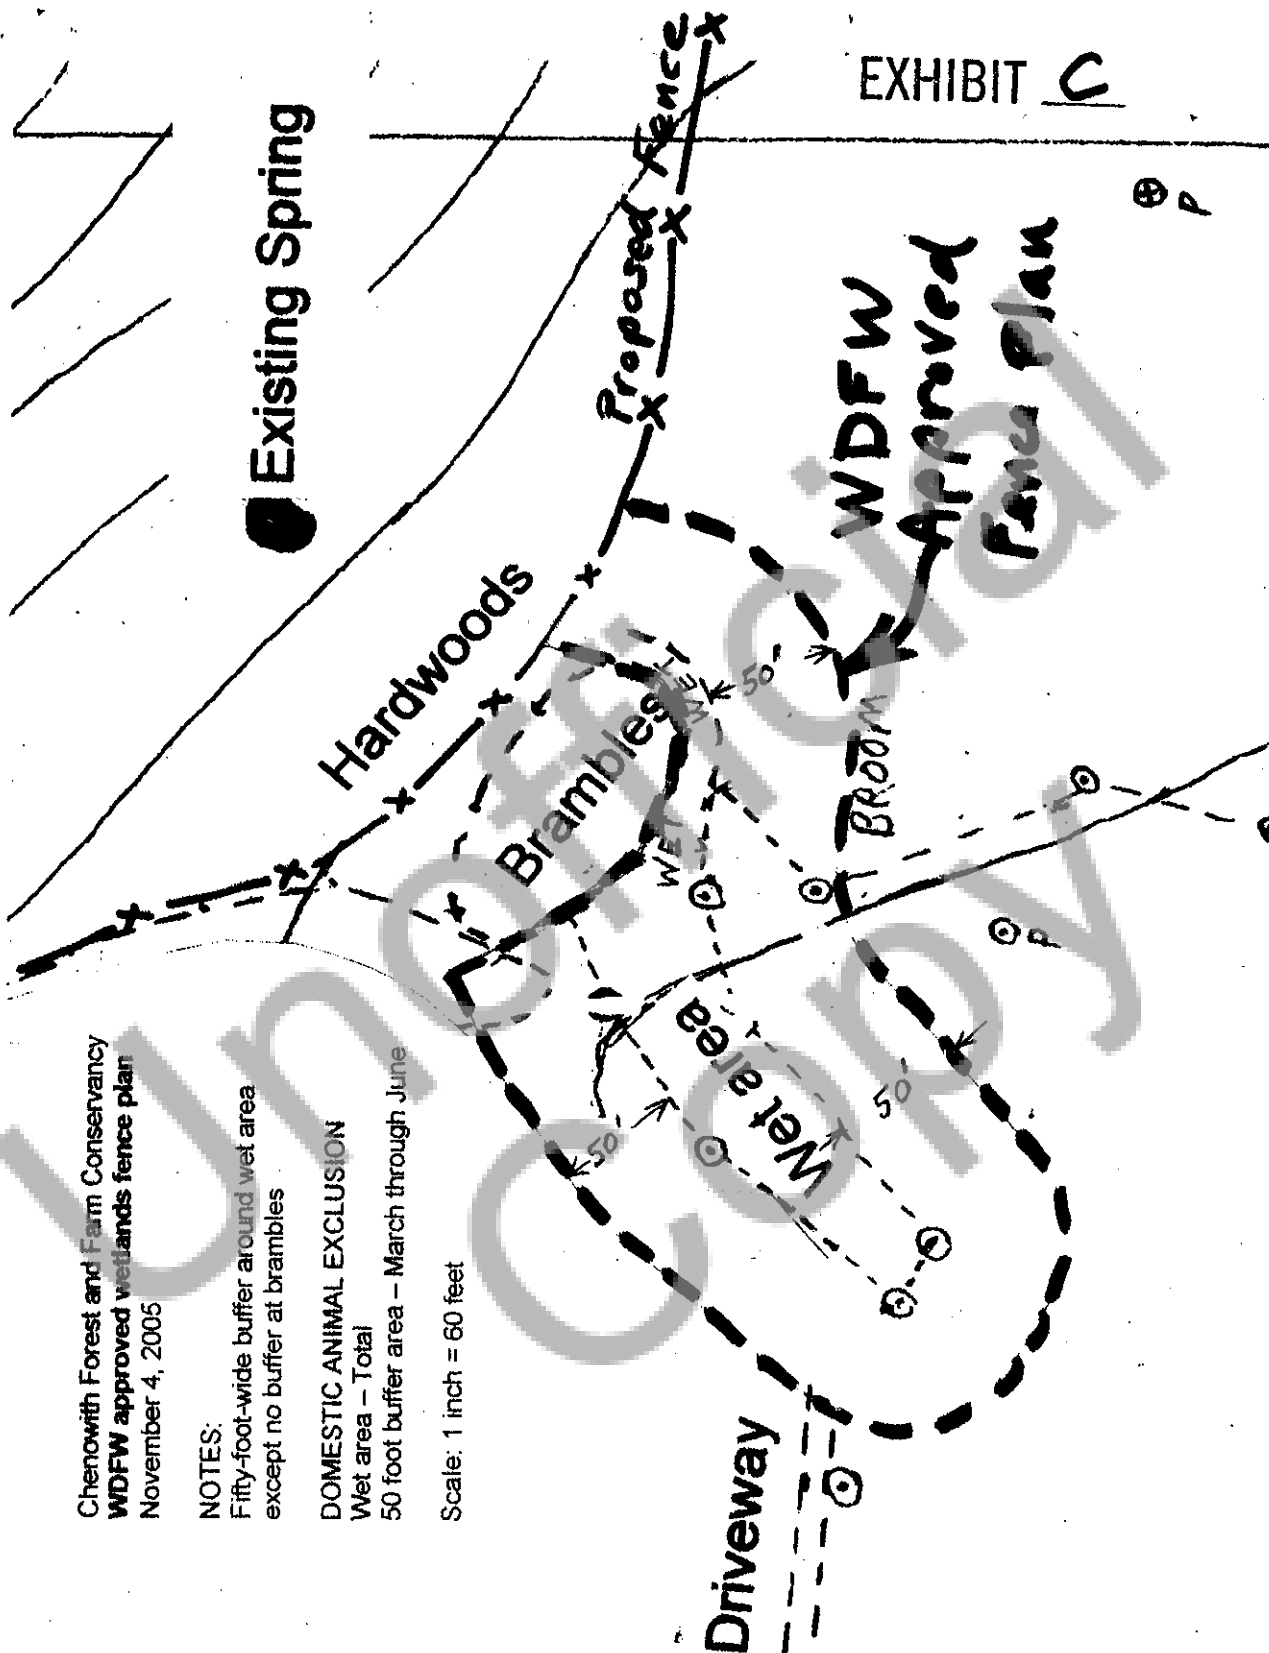 EXHIBIT C
Chenowith Forest and Farm Conservancy
WDFW approved wetlands fence plan
November 4, 2005
NOTES:
Fifty-foot-wide buffer around wet area
except no buffer at brambles
DOMESTIC ANIMAL EXCLUSION
Wet area – Total
50 foot buffer area – March through June
Scale: 1 inch = 60 feet
Existing Spring
Proposed Fence
Hardwoods
Brambles
WET
WET
WET
50'
WDFW
Approved
Fence Plan
BROOM
P
P
Wet area
50'
50'
Driveway
Unofficial
Copy